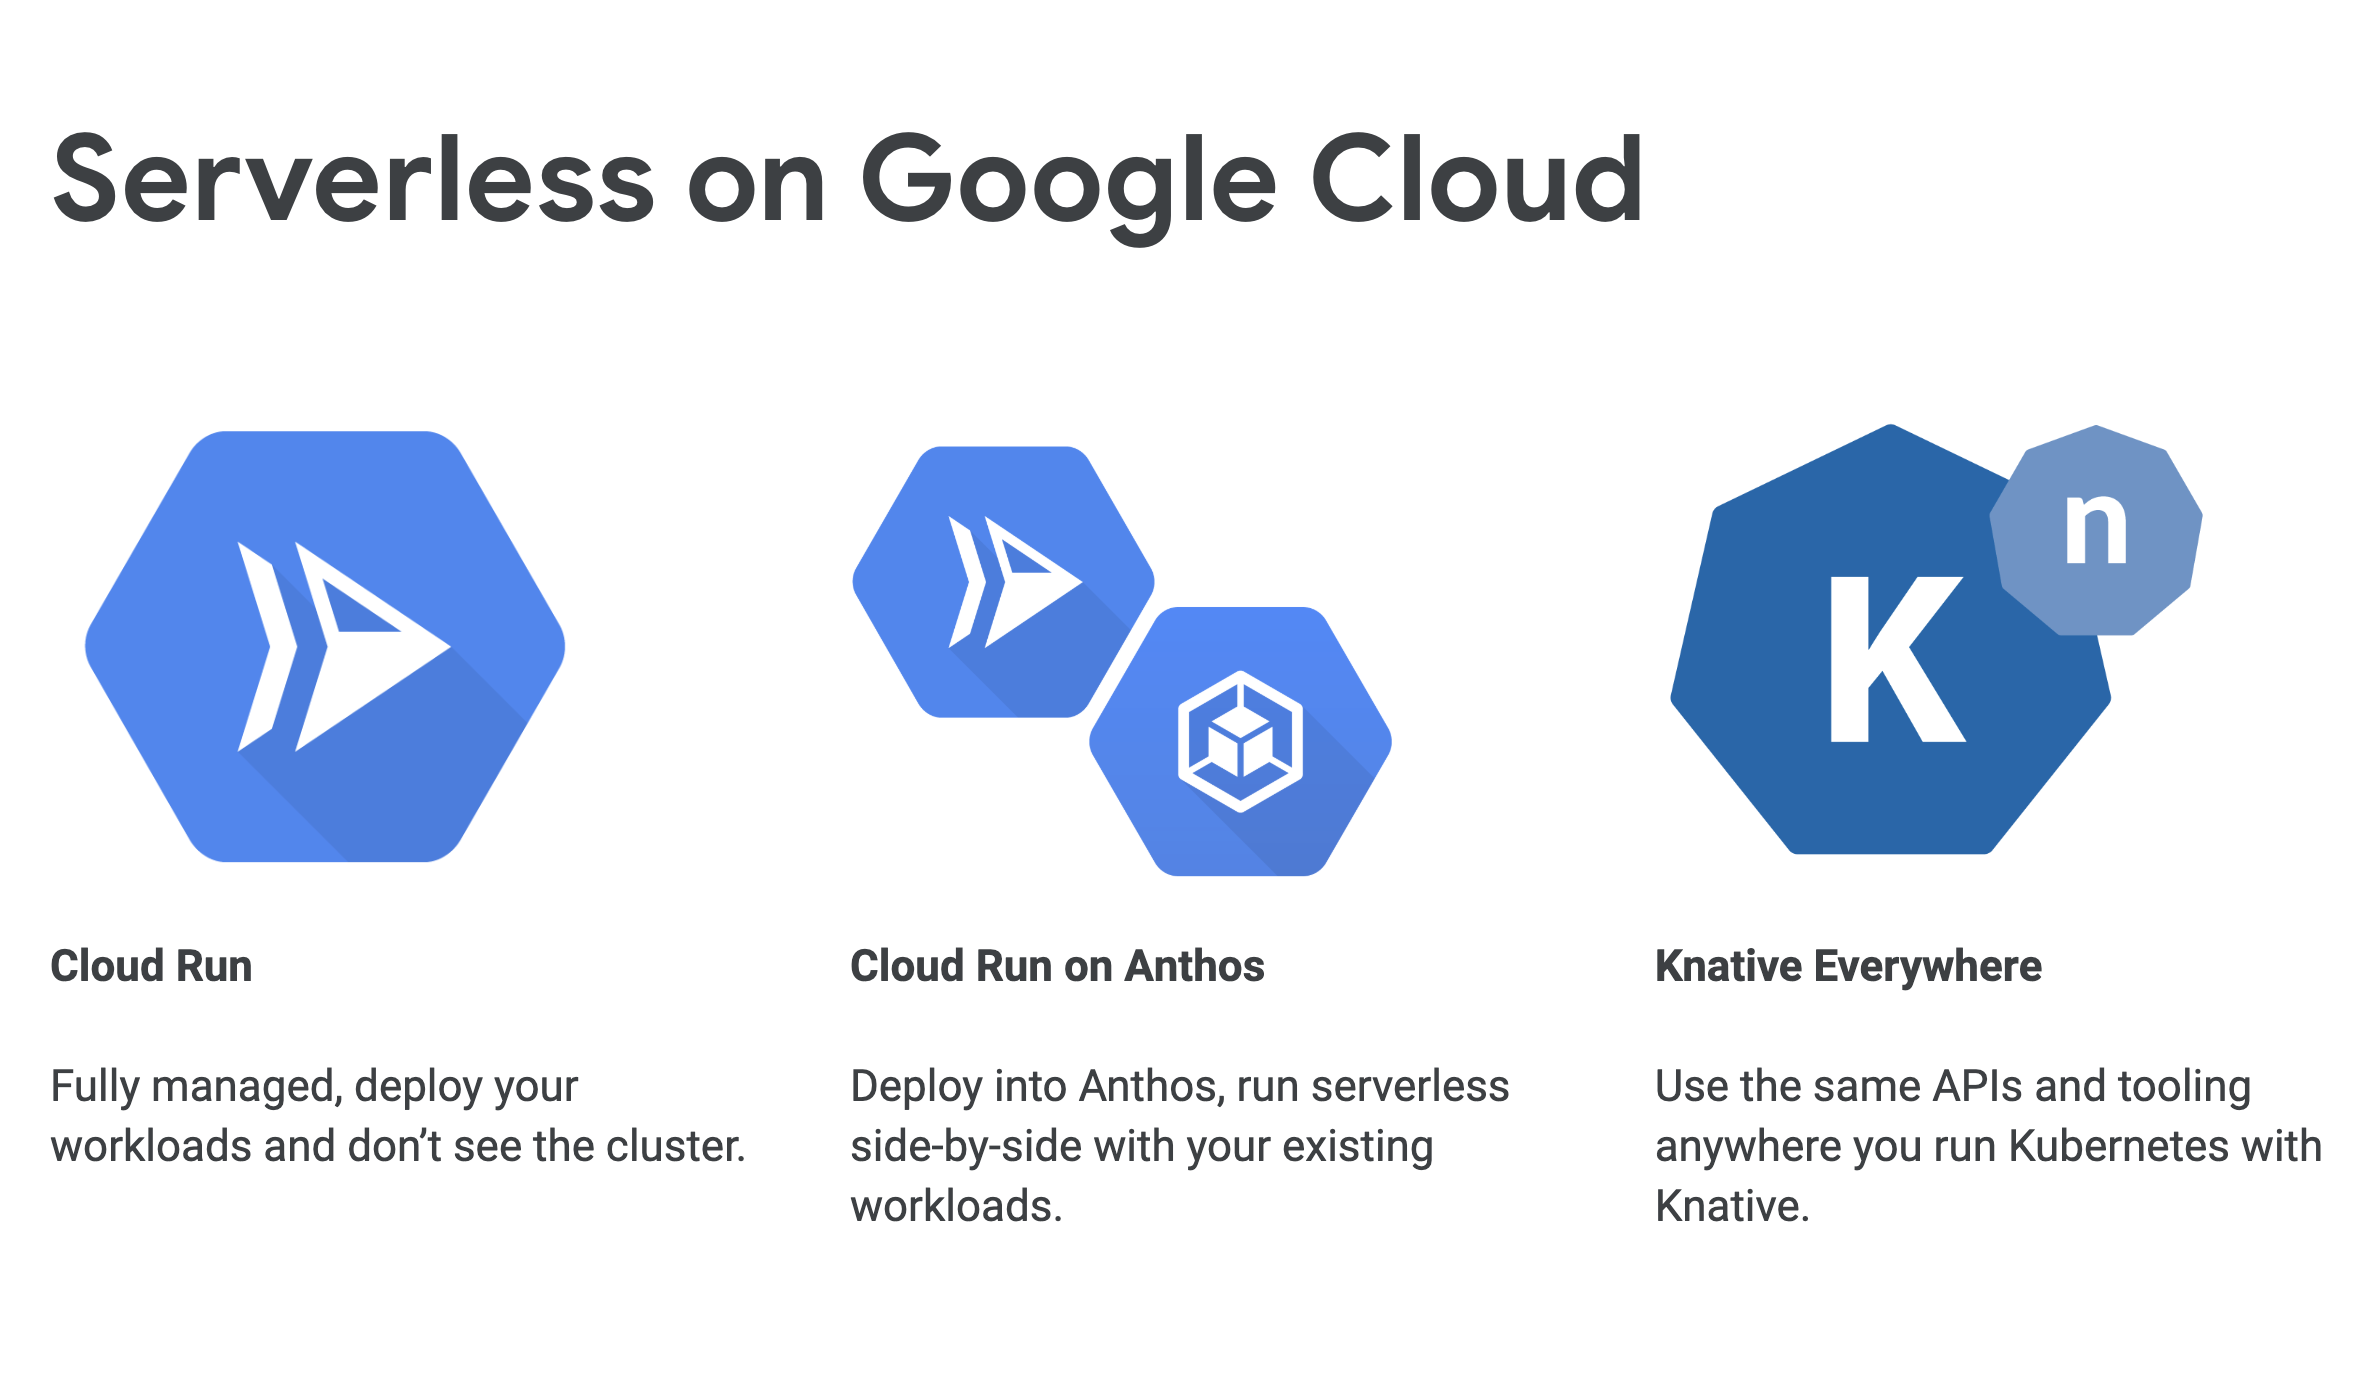 Serverless on Google Cloud
K
n
Cloud Run
Fully managed, deploy your
workloads and don’t see the cluster.
Cloud Run on Anthos
Deploy into Anthos, run serverless
side-by-side with your existing
workloads.
Knative Everywhere
Use the same APIs and tooling
anywhere you run Kubernetes with
Knative.